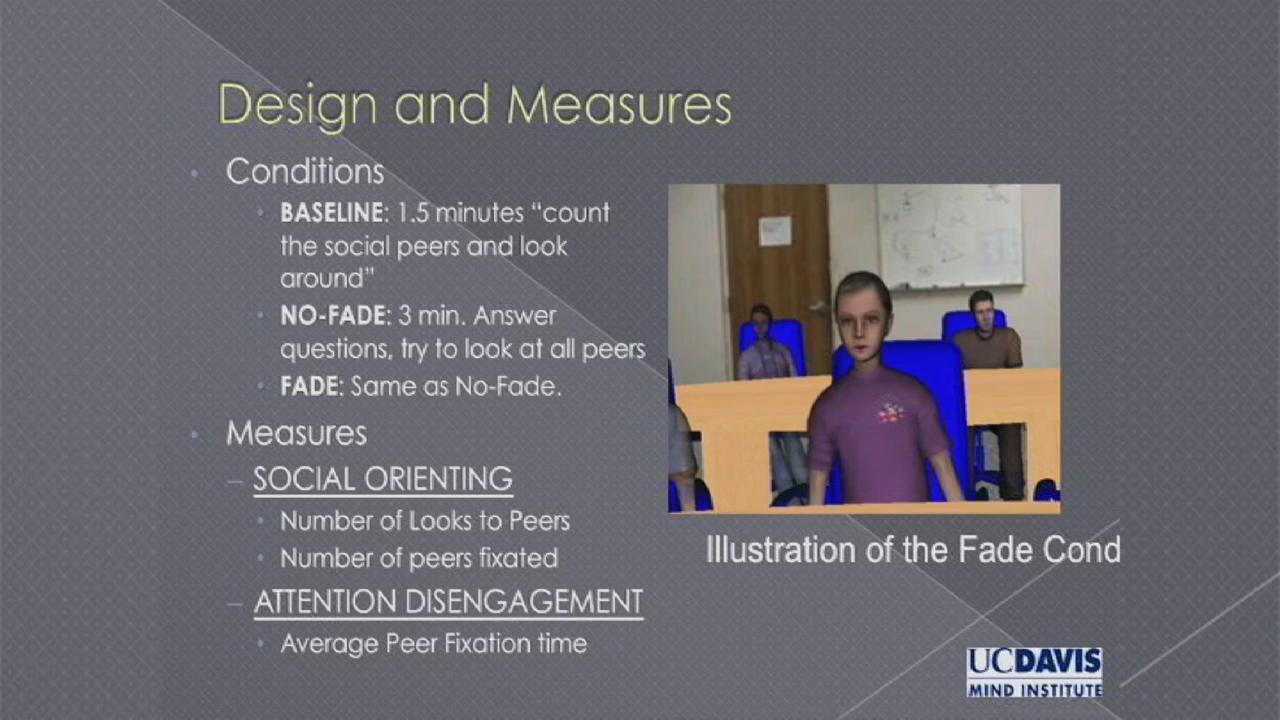 Design and Measures
Conditions
BASELINE: 1.5 minutes “count
the social peers and look
around”
NO-FADE: 3 min. Answer
questions, try to look at all peers
FADE: Same as No-Fade.
Measures
– SOCIAL ORIENTING
Number of Looks to Peers
Number of peers fixated
– ATTENTION DISENGAGEMENT
Average Peer Fixation time
Illustration of the Fade Cond
UCDAVIS
MIND INSTITUTE